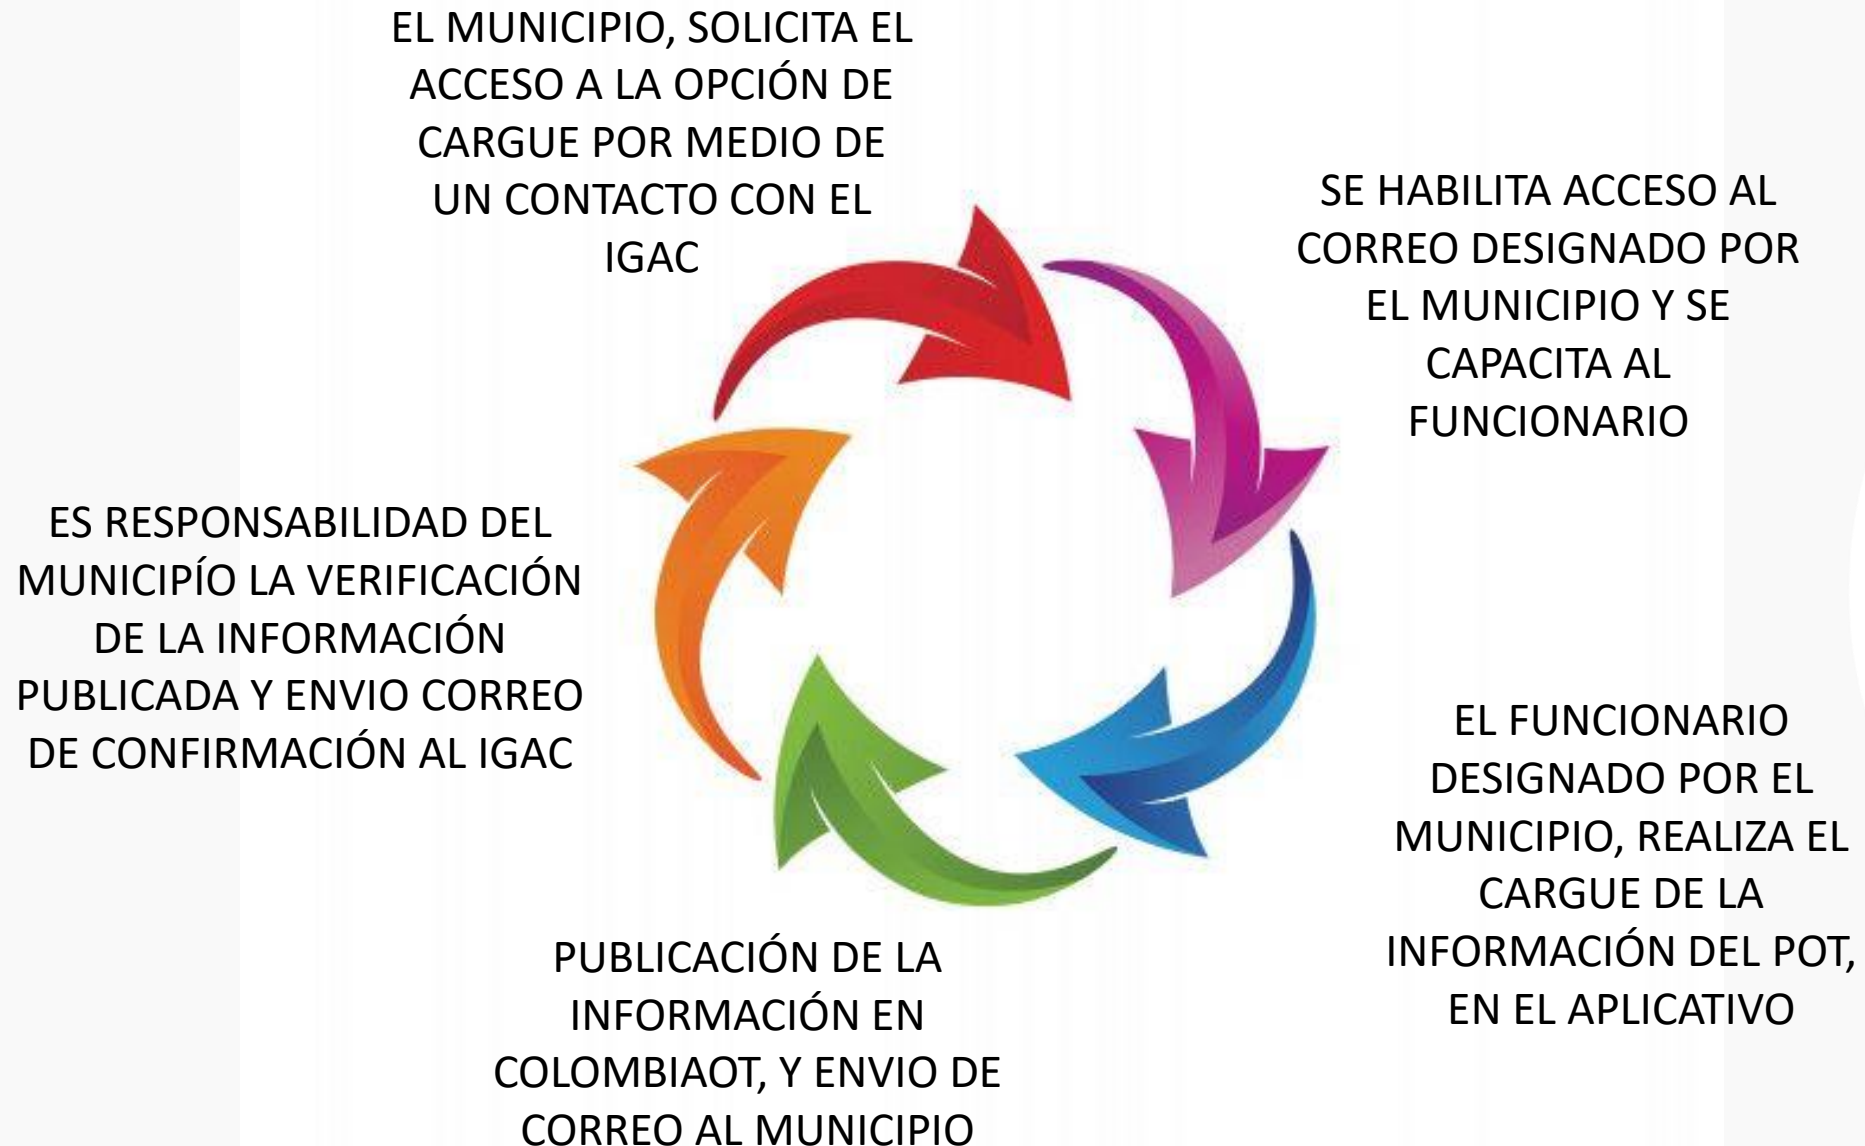 EL MUNICIPIO, SOLICITA EL
ACCESO A LA OPCIÓN DE
CARGUE POR MEDIO DE
UN CONTACTO CON EL
IGAC
SE HABILITA ACCESO AL
CORREO DESIGNADO POR
EL MUNICIPIO Y SE
CAPACITA AL
FUNCIONARIO
EL FUNCIONARIO
DESIGNADO POR EL
MUNICIPIO, REALIZA EL
CARGUE DE LA
INFORMACIÓN DEL POT,
EN EL APLICATIVO
PUBLICACIÓN DE LA
INFORMACIÓN EN
COLOMBIAOT, Y ENVIO DE
CORREO AL MUNICIPIO
ES RESPONSABILIDAD DEL
MUNICIPÍO LA VERIFICACIÓN
DE LA INFORMACIÓN
PUBLICADA Y ENVIO CORREO
DE CONFIRMACIÓN AL IGAC